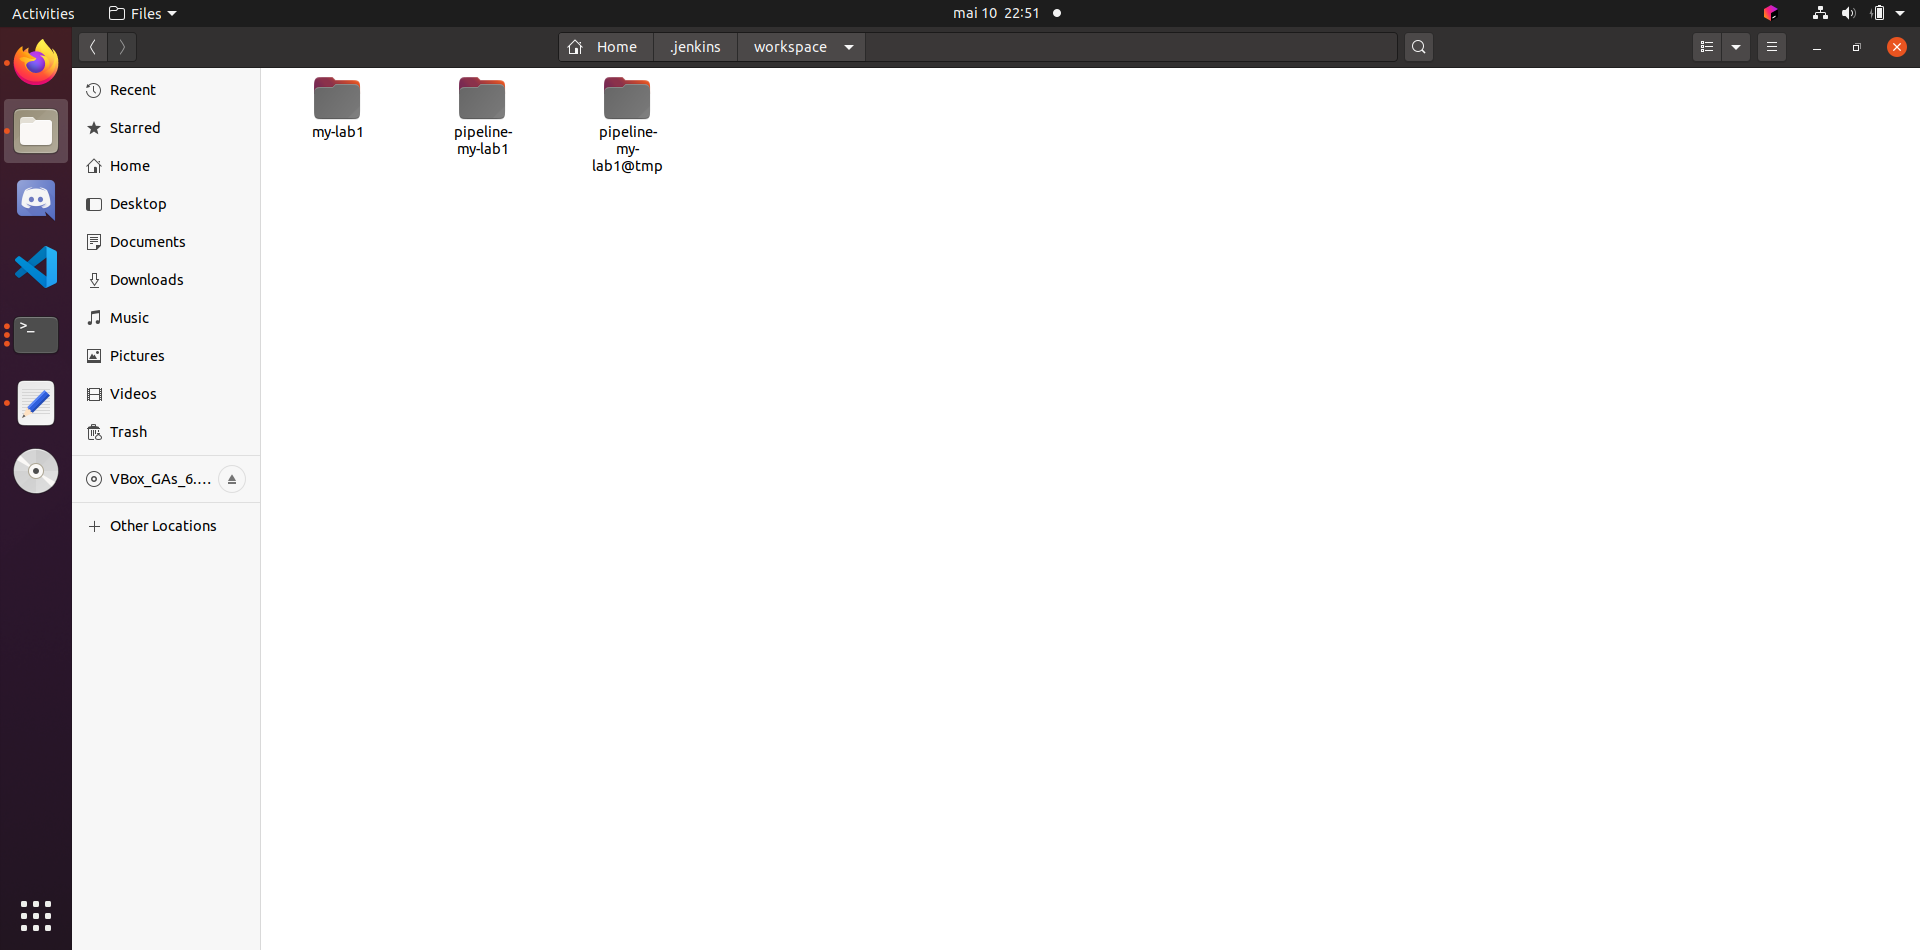 Activities
Files
mai 10 22:51
Home
.jenkins
workspace
Recent
Starred
Home
Desktop
Documents
Downloads
Music
Pictures
Videos
Trash
VBox_GAs_6....
Other Locations
my-lab1
pipeline-
my-lab1
pipeline-
my-
lab1@tmp
>_